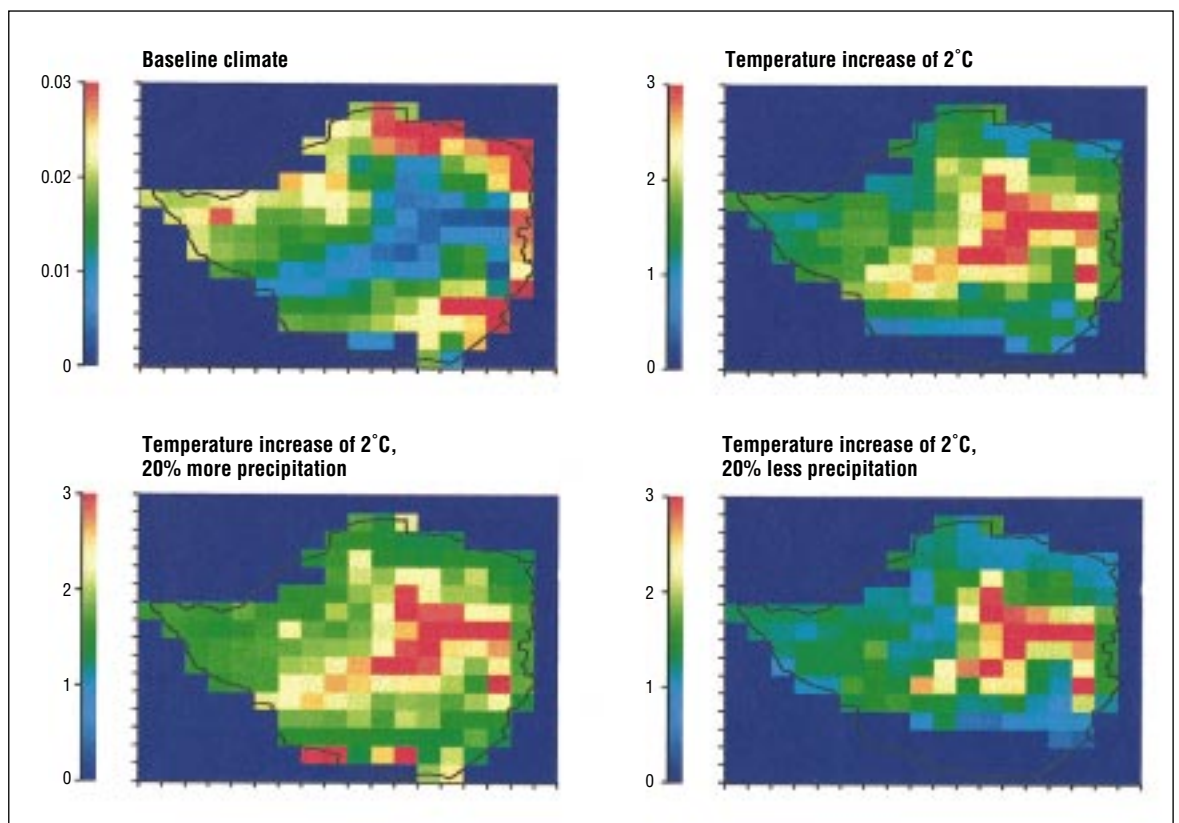 Baseline climate
0.03
0.02
0.01
0
Temperature increase of 2˚C
3
2
1
0
Temperature increase of 2˚C,
20% more precipitation
3
2
1
0
Temperature increase of 2˚C,
20% less precipitation
3
2
1
0